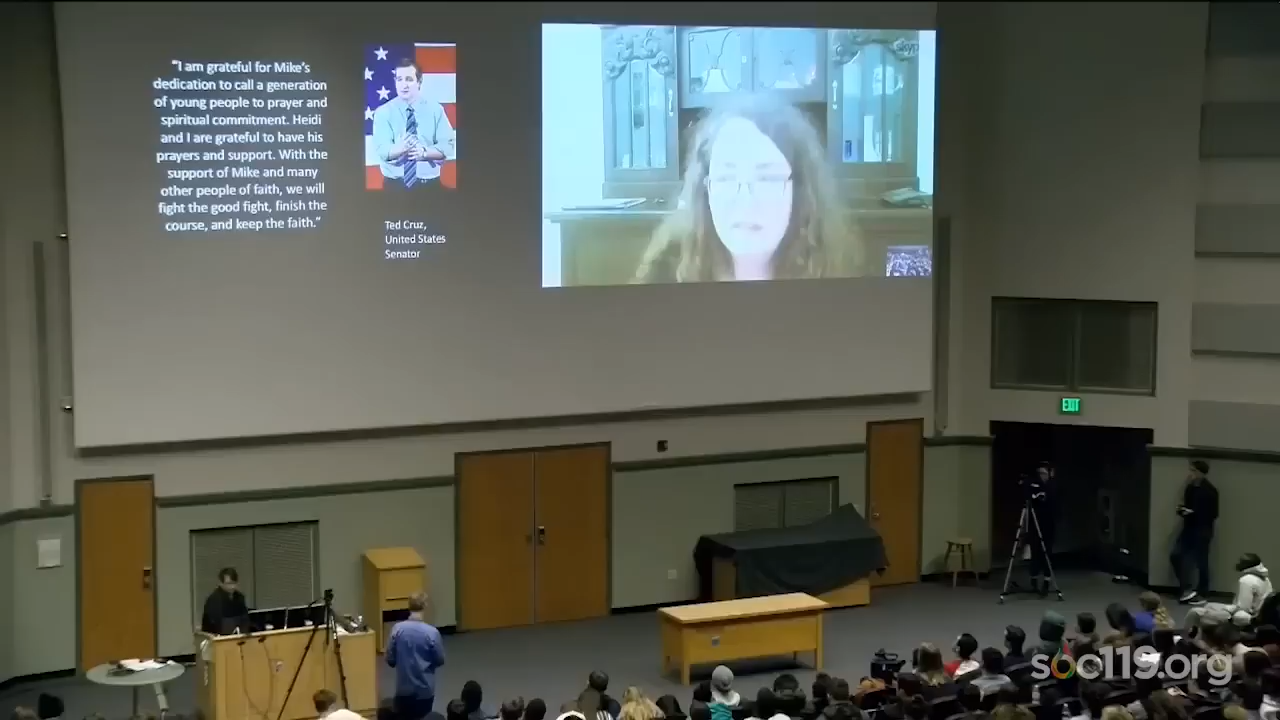 “I am grateful for Mike’s
dedication to call a generation
of young people to prayer and
spiritual commitment. Heidi
and I are grateful to have his
prayers and support. With the
support of Mike and many
other people of faith, we will
fight the good fight, finish the
course, and keep the faith.”
Ted Cruz,
United States
Senator
Skype
EXIT
soc119.org